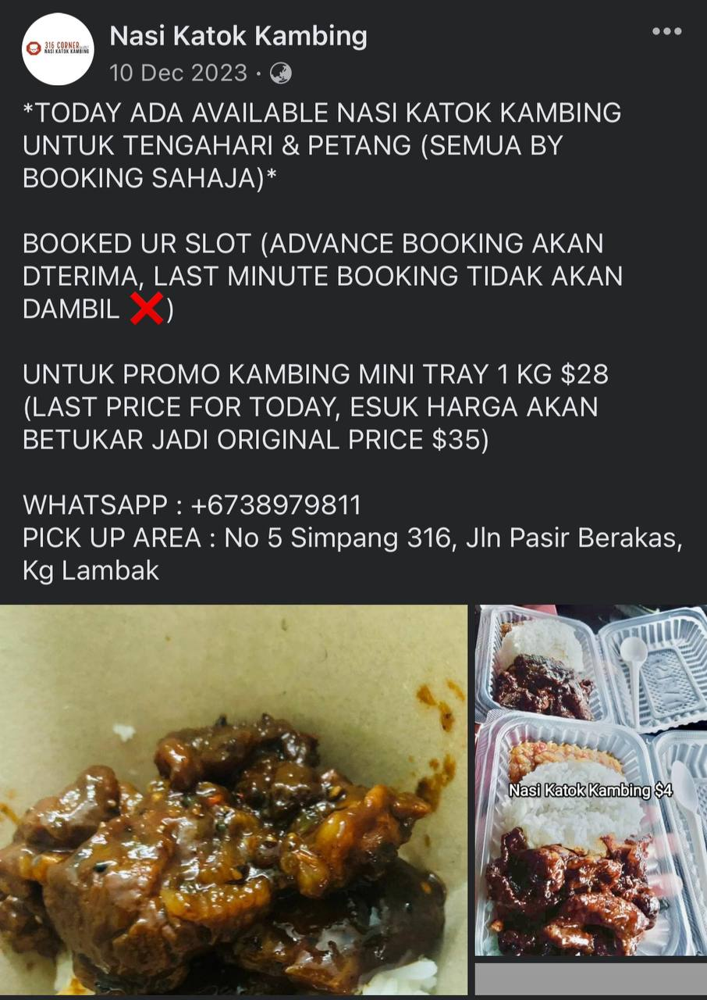 316 CORNER
NASI KATOK KAMBING
Nasi Katok Kambing
10 Dec 2023 ·
*TODAY ADA AVAILABLE NASI KATOK KAMBING
UNTUK TENGAHARI & PETANG (SEMUA BY
BOOKING SAHAJA)*
BOOKED UR SLOT (ADVANCE BOOKING AKAN
DTERIMA, LAST MINUTE BOOKING TIDAK AKAN
DAMBIL ❌)
UNTUK PROMO KAMBING MINI TRAY 1 KG $28
(LAST PRICE FOR TODAY, ESUK HARGA AKAN
BETUKAR JADI ORIGINAL PRICE $35)
WHATSAPP : +6738979811
PICK UP AREA : No 5 Simpang 316, Jln Pasir Berakas,
Kg Lambak
Nasi Katok Kambing $4